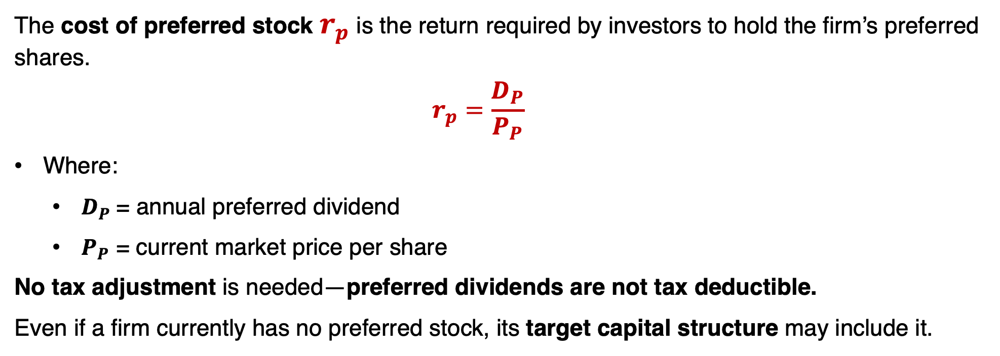 The cost of preferred stock r_p is the return required by investors to hold the firm’s preferred
shares.
r_p = D_P / P_P
• Where:
• D_P = annual preferred dividend
• P_P = current market price per share
No tax adjustment is needed—preferred dividends are not tax deductible.
Even if a firm currently has no preferred stock, its target capital structure may include it.